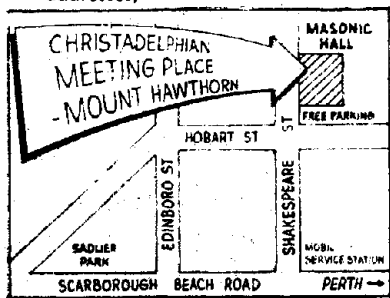 CHRISTADELPHIAN
MEETING PLACE
-MOUNT HAWTHORN
MASONIC
HALL
FREE PARKING
HOBART ST
ST
EDINBORO ST
SHAKESPEARE
SADLIER
PARK
MOBIL
SERVICE STATION
SCARBOROUGH BEACH ROAD
PERTH →